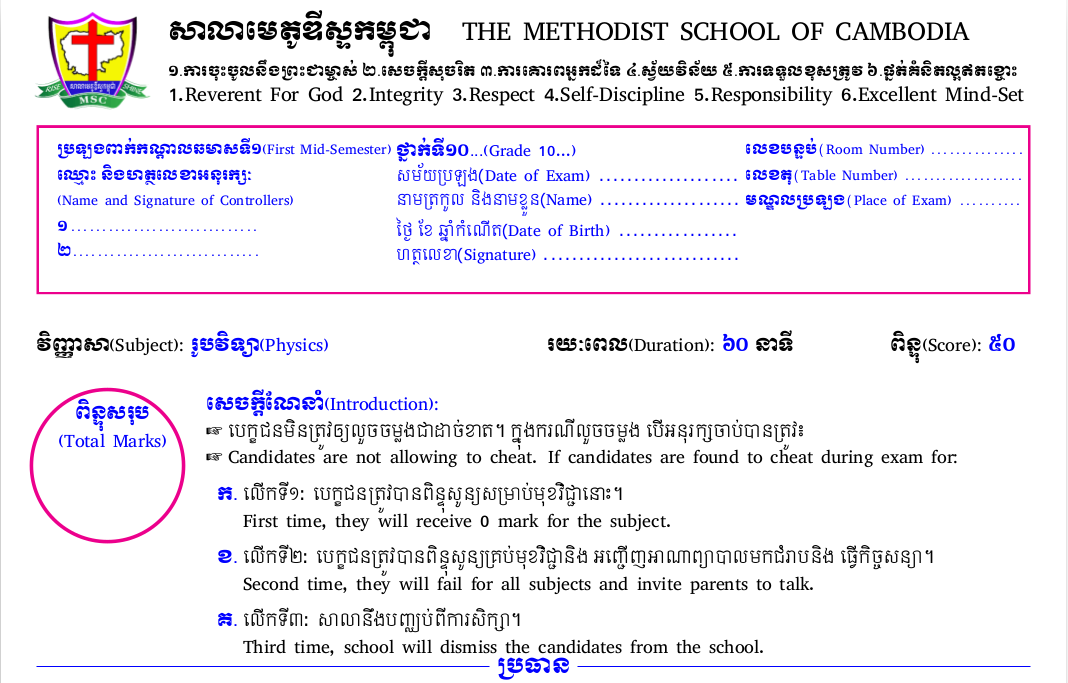 សាលាមេតូឌីស្ទកម្ពុជា THE METHODIST SCHOOL OF CAMBODIA
១.ការចុះចូលនឹងព្រះជាម្ចាស់ ២.សេចក្តីសុចរិត ៣.ការគោរពអ្នកដ៏ទៃ ៤.ស្វ័យវិន័យ ៥.ការទទួលខុសត្រូវ ៦.ផ្នត់គំនិតល្អឥតខ្ចោះ
1.Reverent For God 2.Integrity 3.Respect 4.Self-Discipline 5.Responsibility 6.Excellent Mind-Set
RISE SHINE
សាលាមេតូឌីស្ទកម្ពុជា
MSC
ប្រឡងពាក់កណ្តាលឆមាសទី១(First Mid-Semester) ថ្នាក់ទី១០...(Grade 10...) លេខបន្ទប់(Room Number) ..............
ឈ្មោះ និងហត្ថលេខាអនុរក្សៈ សម័យប្រឡង(Date of Exam) .................... លេខតុ(Table Number) ...................
(Name and Signature of Controllers) នាមត្រកូល និងនាមខ្លួន(Name) .................... មណ្ឌលប្រឡង(Place of Exam) ..........
១............................
ថ្ងៃ ខែ ឆ្នាំកំណើត(Date of Birth) .................
២............................
ហត្ថលេខា(Signature) ............................
វិញ្ញាសា(Subject): រូបវិទ្យា(Physics) រយៈពេល(Duration): ៦០ នាទី ពិន្ទុ(Score): ៥០
ពិន្ទុសរុប
(Total Marks)
សេចក្តីណែនាំ(Introduction):
☞ បេក្ខជនមិនត្រូវឲ្យលួចចម្លងជាដាច់ខាត។ ក្នុងករណីលួចចម្លង បើអនុរក្សចាប់បានត្រូវ៖
☞ Candidates are not allowing to cheat. If candidates are found to cheat during exam for:
ក. លើកទី១: បេក្ខជនត្រូវបានពិន្ទុសូន្យសម្រាប់មុខវិជ្ជានោះ។
First time, they will receive 0 mark for the subject.
ខ. លើកទី២: បេក្ខជនត្រូវបានពិន្ទុសូន្យគ្រប់មុខវិជ្ជានិង អញ្ជើញអាណាព្យាបាលមកជំរាបនិង ធ្វើកិច្ចសន្យា។
Second time, they will fail for all subjects and invite parents to talk.
គ. លើកទី៣: សាលានឹងបញ្ឈប់ពីការសិក្សា។
Third time, school will dismiss the candidates from the school.
ប្រធាន